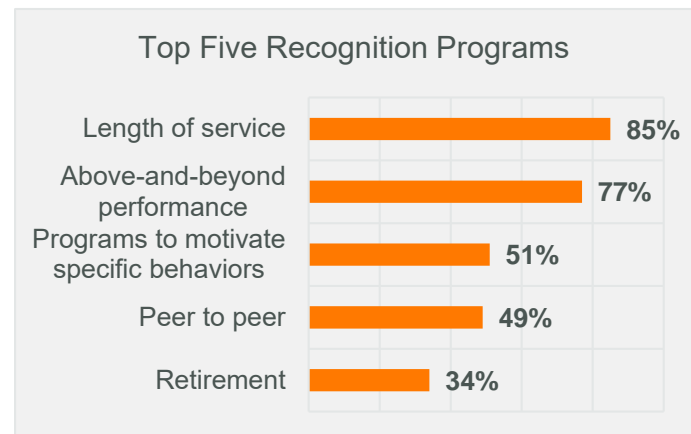 Top Five Recognition Programs
Length of service
85%
Above-and-beyond
performance
77%
Programs to motivate
specific behaviors
51%
Peer to peer
49%
Retirement
34%